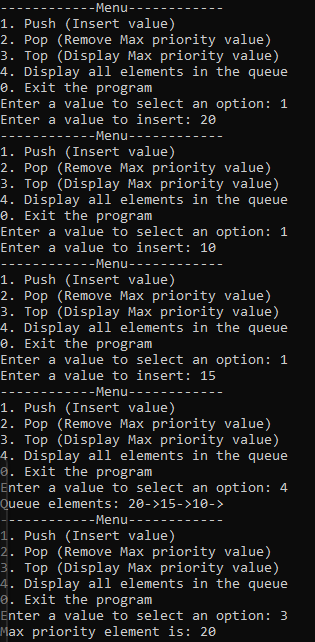 ------------Menu------------
1. Push (Insert value)
2. Pop (Remove Max priority value)
3. Top (Display Max priority value)
4. Display all elements in the queue
0. Exit the program
Enter a value to select an option: 1
Enter a value to insert: 20
------------Menu------------
1. Push (Insert value)
2. Pop (Remove Max priority value)
3. Top (Display Max priority value)
4. Display all elements in the queue
0. Exit the program
Enter a value to select an option: 1
Enter a value to insert: 10
------------Menu------------
1. Push (Insert value)
2. Pop (Remove Max priority value)
3. Top (Display Max priority value)
4. Display all elements in the queue
0. Exit the program
Enter a value to select an option: 1
Enter a value to insert: 15
------------Menu------------
1. Push (Insert value)
2. Pop (Remove Max priority value)
3. Top (Display Max priority value)
4. Display all elements in the queue
0. Exit the program
Enter a value to select an option: 4
Queue elements: 20->15->10->
------------Menu------------
1. Push (Insert value)
2. Pop (Remove Max priority value)
3. Top (Display Max priority value)
4. Display all elements in the queue
0. Exit the program
Enter a value to select an option: 3
Max priority element is: 20